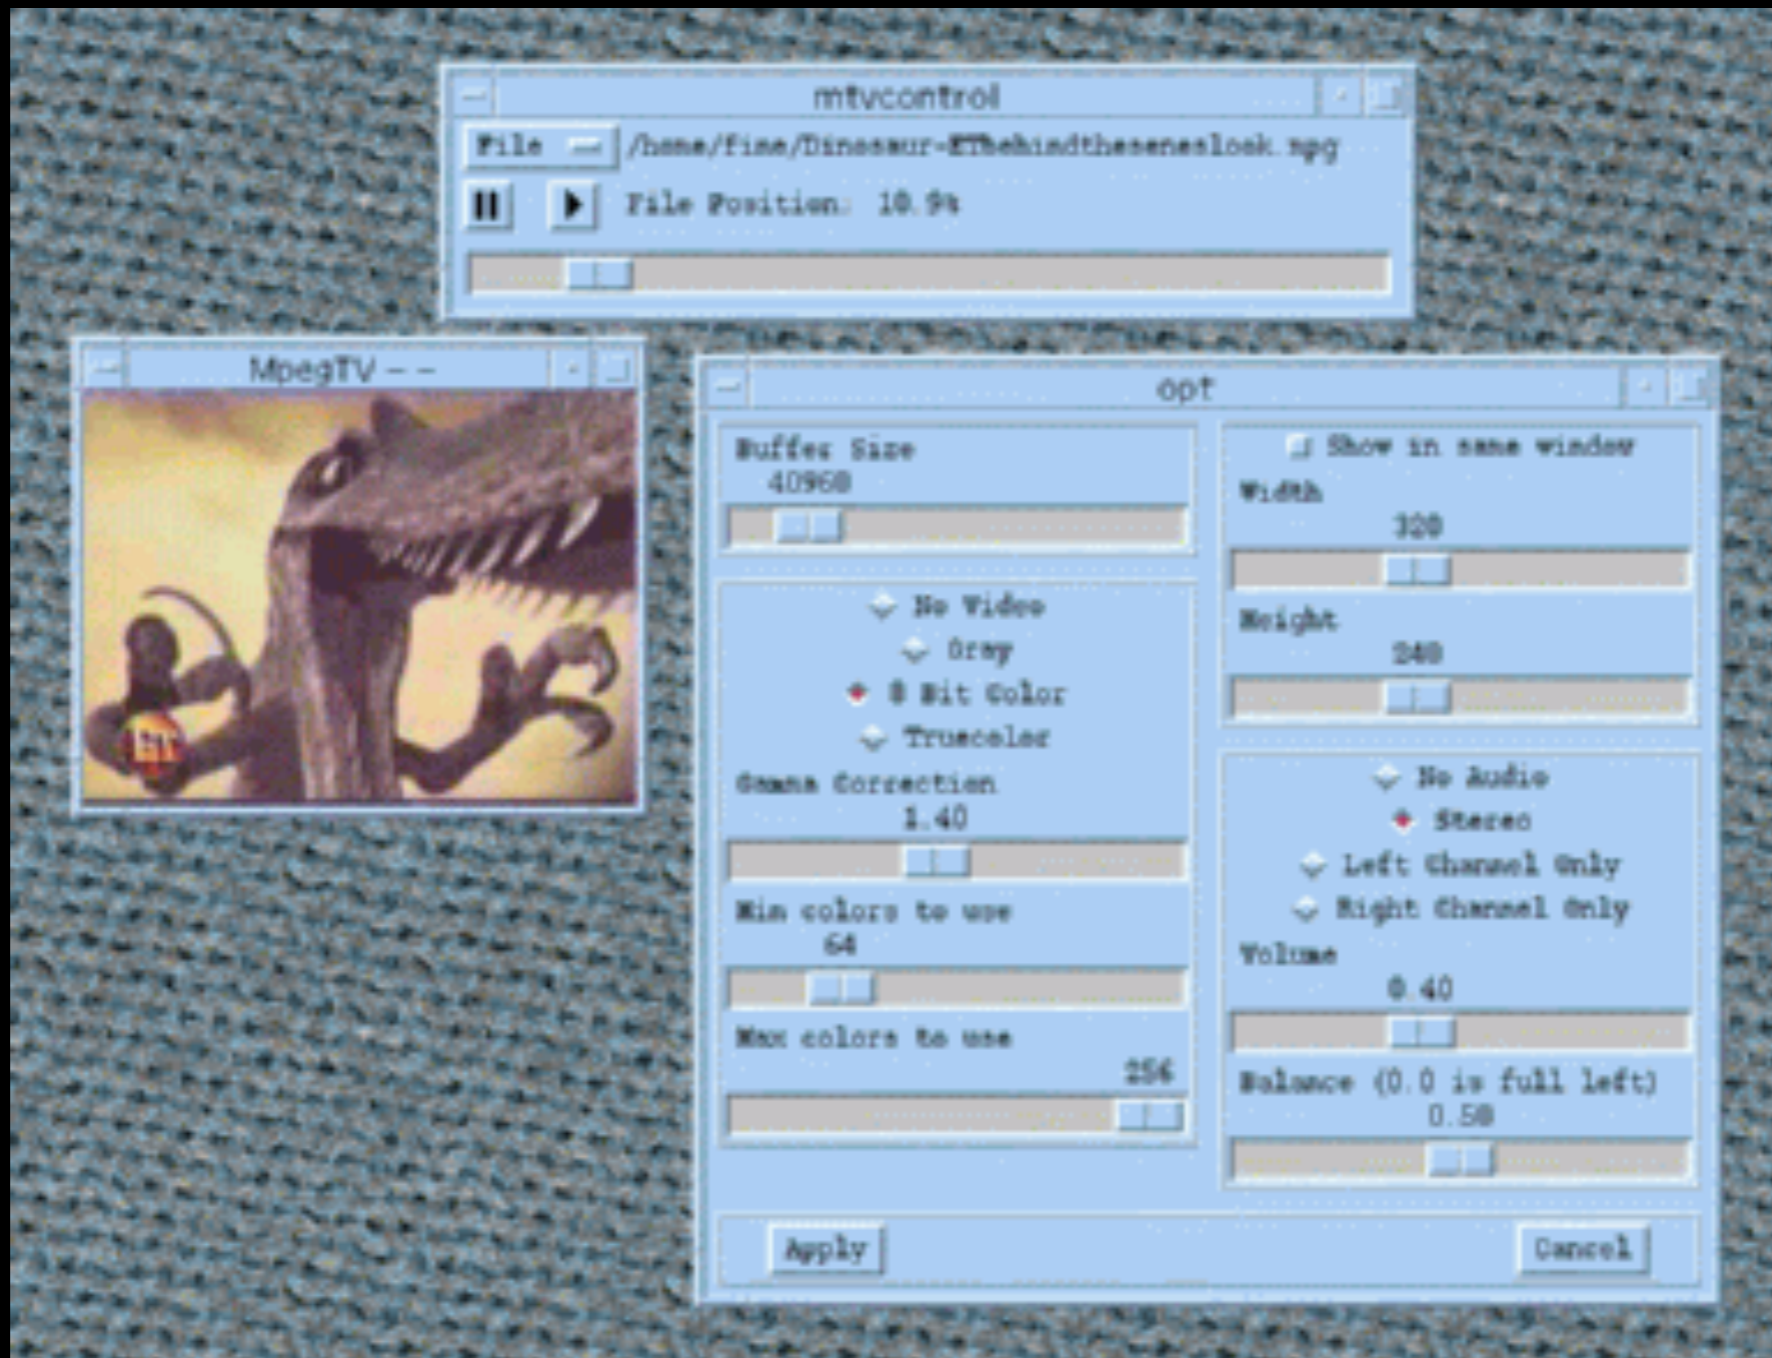 mtvcontrol
File /home/fine/Dinosaur-ETbehindtheseneslook.mpg
File Position: 10.9%
MpegTV - -
ET
opt
Buffer Size
40960
No Video
Gray
8 Bit Color
Truecolor
Gamma Correction
1.40
Min colors to use
64
Max colors to use
256
Show in same window
Width
320
Height
240
No Audio
Stereo
Left Channel Only
Right Channel Only
Volume
0.40
Balance (0.0 is full left)
0.50
Apply
Cancel